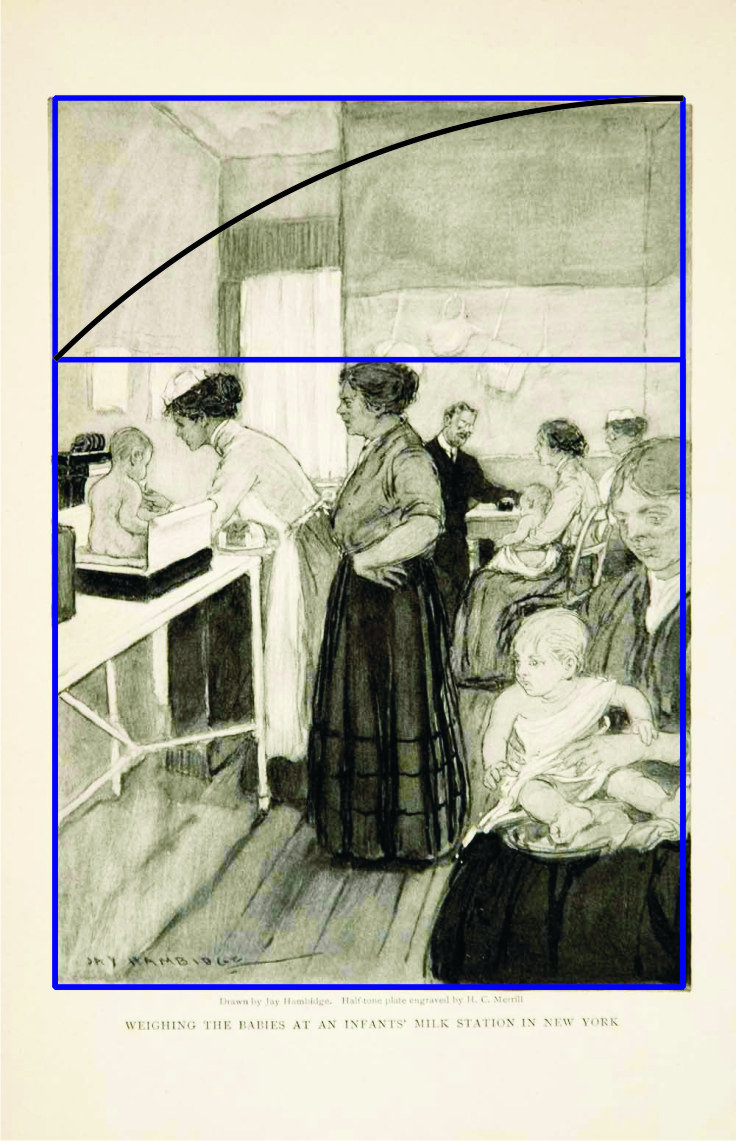 JAY HAMBIDGE
Drawn by Jay Hambidge. Half-tone plate engraved by H. C. Merrill
WEIGHING THE BABIES AT AN INFANTS' MILK STATION IN NEW YORK